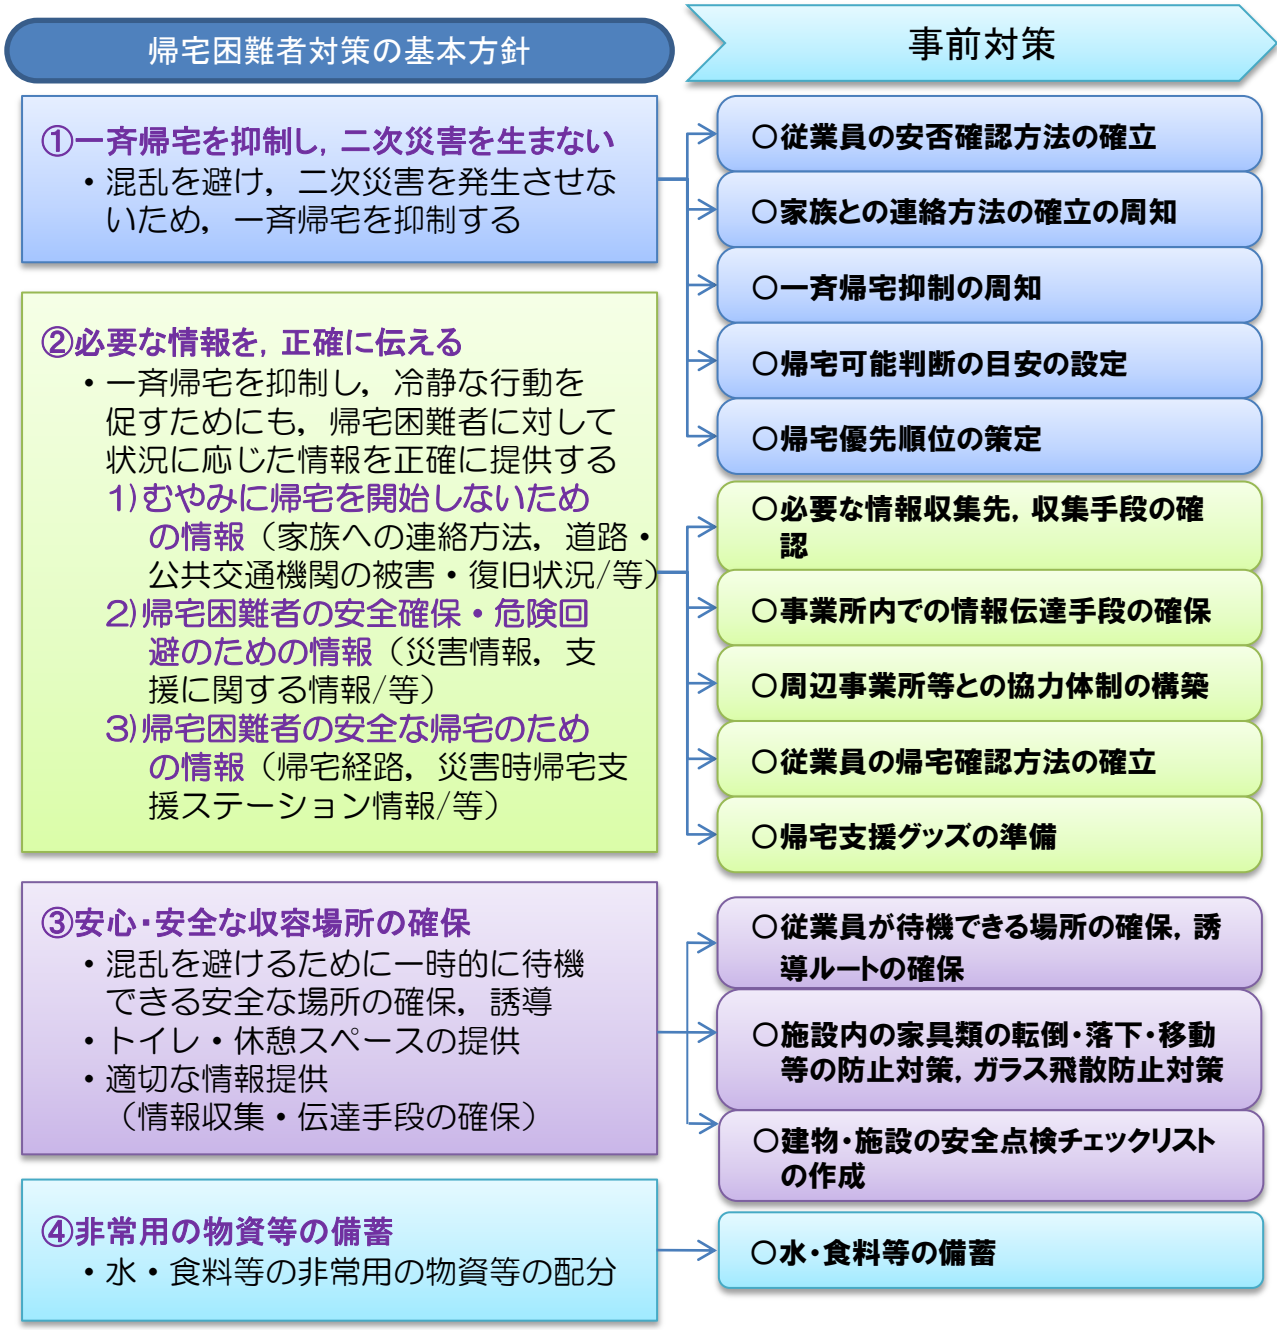 帰宅困難者対策の基本方針
事前対策
①一斉帰宅を抑制し，二次災害を生まない
・混乱を避け，二次災害を発生させな
いため，一斉帰宅を抑制する
〇従業員の安否確認方法の確立
〇家族との連絡方法の確立の周知
〇一斉帰宅抑制の周知
〇帰宅可能判断の目安の設定
〇帰宅優先順位の策定
②必要な情報を，正確に伝える
・一斉帰宅を抑制し，冷静な行動を
促すためにも，帰宅困難者に対して
状況に応じた情報を正確に提供する
1)むやみに帰宅を開始しないため
の情報（家族への連絡方法，道路・
公共交通機関の被害・復旧状況/等）
2)帰宅困難者の安全確保・危険回
避のための情報（災害情報，支
援に関する情報/等）
3)帰宅困難者の安全な帰宅のため
の情報（帰宅経路，災害時帰宅支
援ステーション情報/等）
〇必要な情報収集先，収集手段の確
認
〇事業所内での情報伝達手段の確保
〇周辺事業所等との協力体制の構築
〇従業員の帰宅確認方法の確立
〇帰宅支援グッズの準備
③安心・安全な収容場所の確保
・混乱を避けるために一時的に待機
できる安全な場所の確保，誘導
・トイレ・休憩スペースの提供
・適切な情報提供
（情報収集・伝達手段の確保）
〇従業員が待機できる場所の確保，誘
導ルートの確保
〇施設内の家具類の転倒・落下・移動
等の防止対策，ガラス飛散防止対策
〇建物・施設の安全点検チェックリスト
の作成
④非常用の物資等の備蓄
・水・食料等の非常用の物資等の配分
〇水・食料等の備蓄